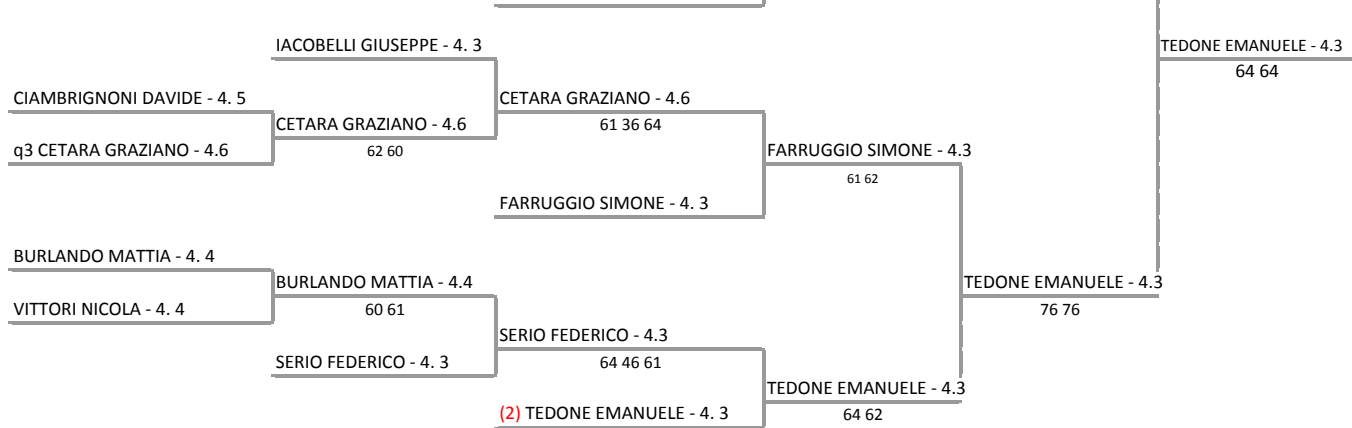 IACOBELLI GIUSEPPE - 4. 3
TEDONE EMANUELE - 4.3
64 64
CIAMBRIGNONI DAVIDE - 4. 5
CETARA GRAZIANO - 4.6
61 36 64
CETARA GRAZIANO - 4.6
62 60
q3 CETARA GRAZIANO - 4.6
FARRUGGIO SIMONE - 4.3
61 62
FARRUGGIO SIMONE - 4. 3
BURLANDO MATTIA - 4. 4
BURLANDO MATTIA - 4.4
60 61
TEDONE EMANUELE - 4.3
76 76
VITTORI NICOLA - 4. 4
SERIO FEDERICO - 4.3
64 46 61
SERIO FEDERICO - 4. 3
TEDONE EMANUELE - 4.3
64 62
(2) TEDONE EMANUELE - 4. 3